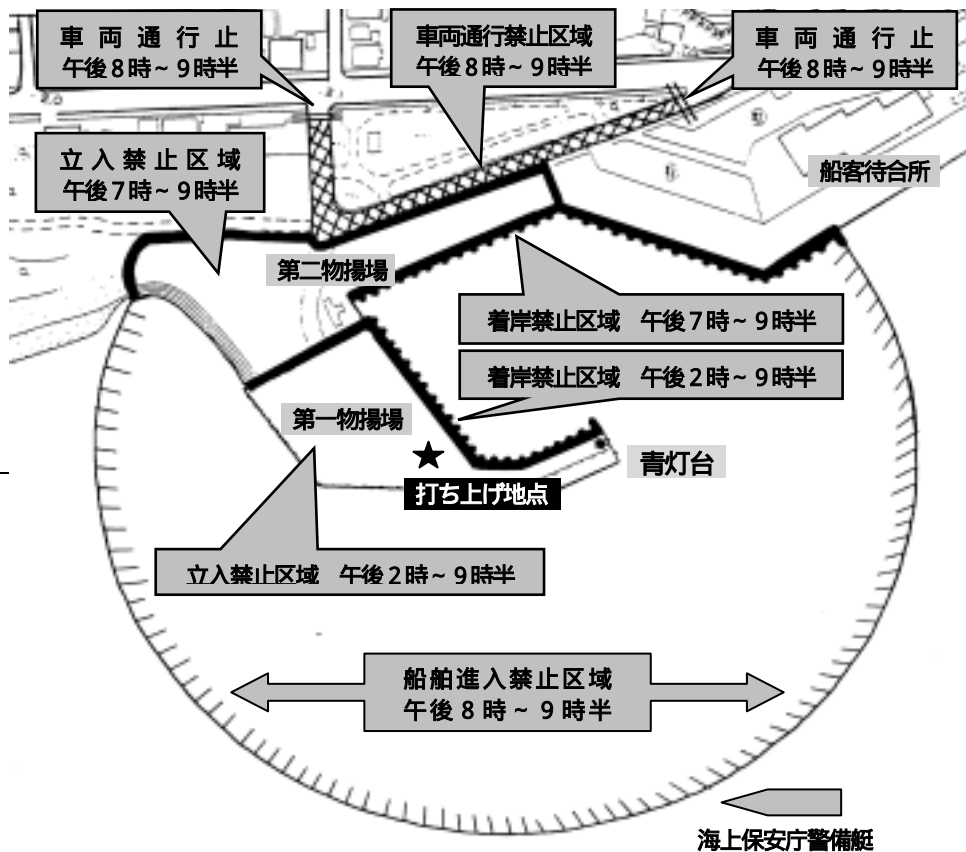 車両通行止
午後8時～9時半
車両通行禁止区域
午後8時～9時半
車両通行止
午後8時～9時半
立入禁止区域
午後7時～9時半
船客待合所
第二物揚場
着岸禁止区域　午後7時～9時半
着岸禁止区域　午後2時～9時半
第一物揚場
青灯台
打ち上げ地点
立入禁止区域　午後2時～9時半
船舶進入禁止区域
午後8時～9時半
海上保安庁警備艇